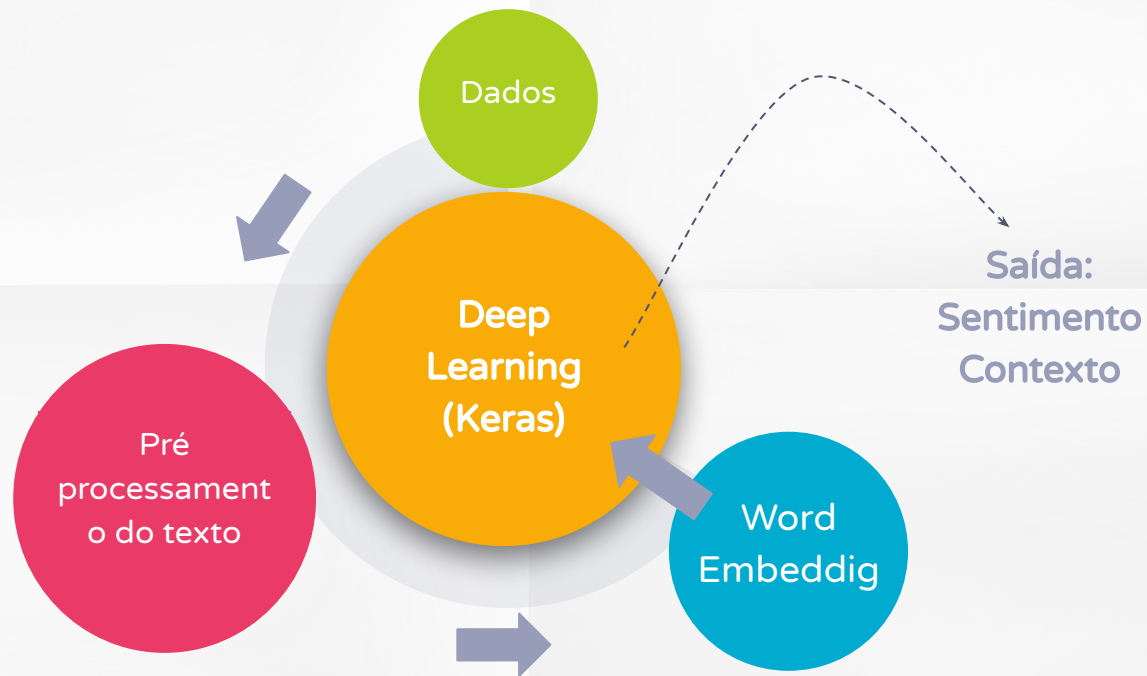 Dados
Deep
Learning
(Keras)
Saída:
Sentimento
Contexto
Pré
processament
o do texto
Word
Embeddig